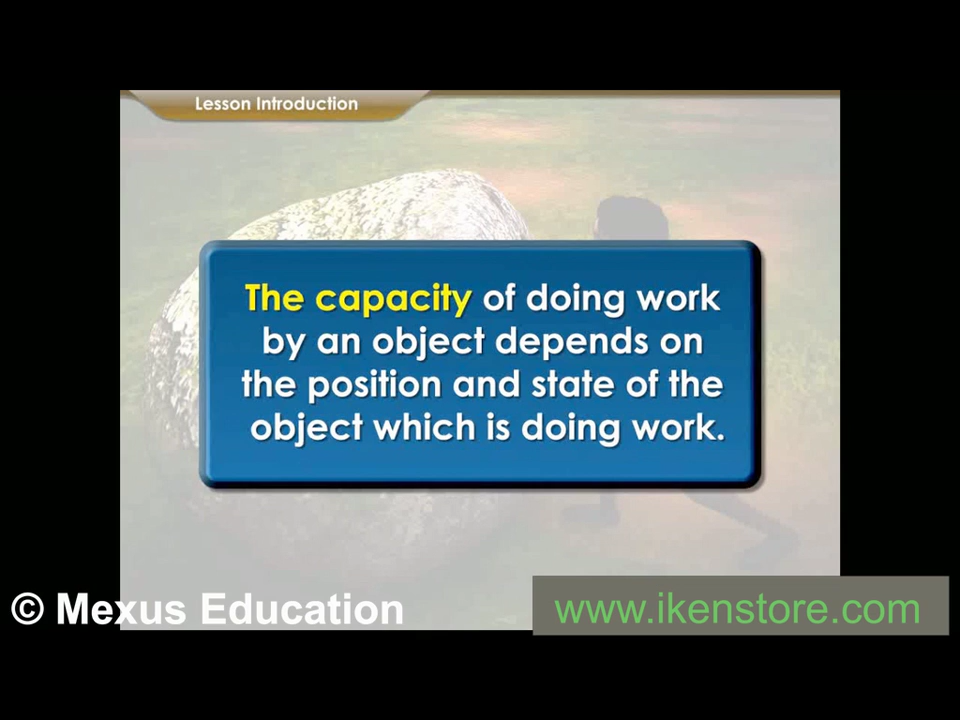 Lesson Introduction
The capacity of doing work
by an object depends on
the position and state of the
object which is doing work.
© Mexus Education
www.ikenstore.com